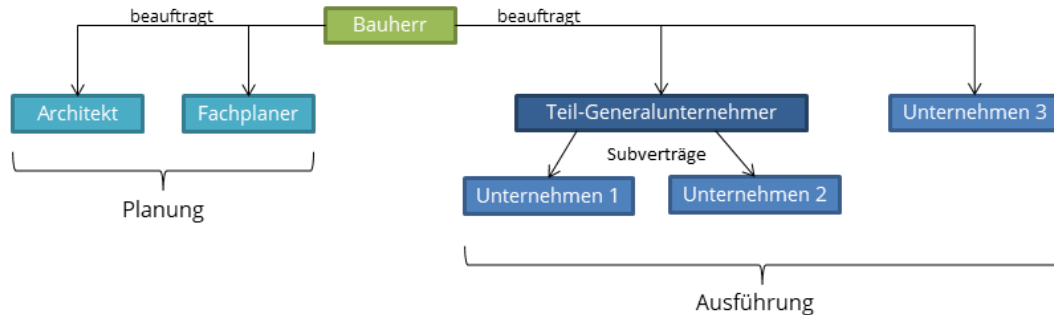 beauftragt
Bauherr
beauftragt
Architekt
Fachplaner
Teil-Generalunternehmer
Unternehmen 3
Subverträge
Unternehmen 1
Unternehmen 2
Planung
Ausführung